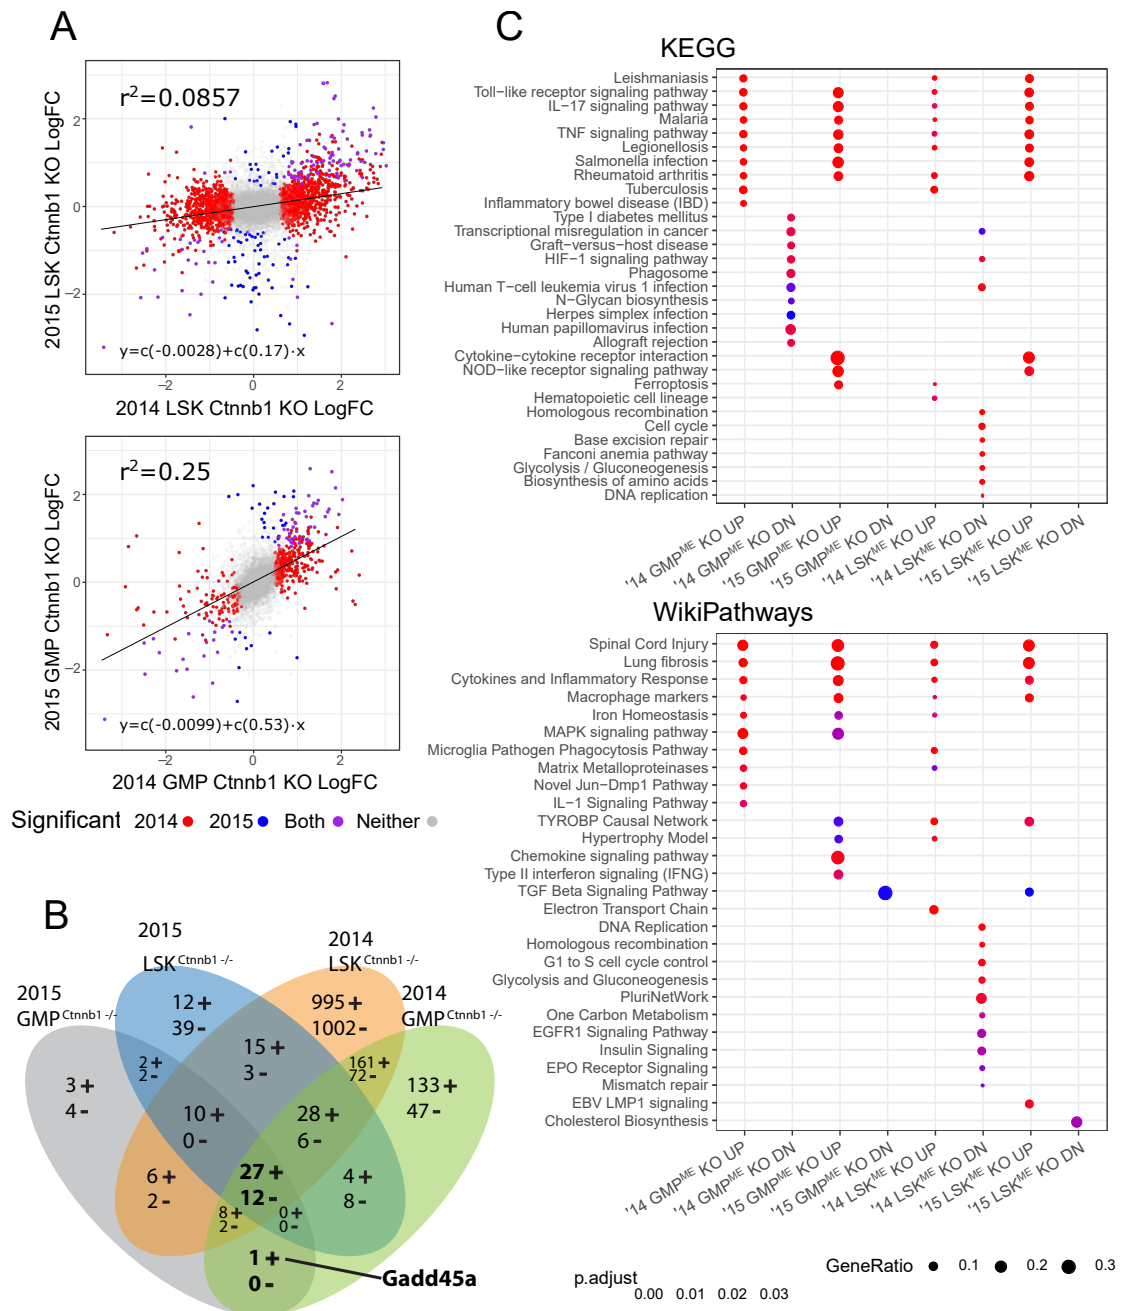 A
r2=0.0857
2015 LSK Ctnnb1 KO LogFC
2
0
−2
y=c(-0.0028)+c(0.17)·x
−2 0 2
2014 LSK Ctnnb1 KO LogFC
r2=0.25
2015 GMP Ctnnb1 KO LogFC
2
0
−2
y=c(-0.0099)+c(0.53)·x
−2 0 2
2014 GMP Ctnnb1 KO LogFC
Significant 2014 2015 Both Neither
B
2015
LSK Ctnnb1 -/-
2014
LSK Ctnnb1 -/-
2015
GMP Ctnnb1 -/-
2014
GMP Ctnnb1 -/-
12 +
39 -
995 +
1002 -
15 +
3 -
2 +
2 -
161 +
72 -
3 +
4 -
133 +
47 -
10 +
0 -
28 +
6 -
27 +
12 -
6 +
2 -
4 +
8 -
8 +
2 -
0 +
0 -
1 +
0 -
Gadd45a
C
KEGG
Leishmaniasis
Toll−like receptor signaling pathway
IL−17 signaling pathway
Malaria
TNF signaling pathway
Legionellosis
Salmonella infection
Rheumatoid arthritis
Tuberculosis
Inflammatory bowel disease (IBD)
Type I diabetes mellitus
Transcriptional misregulation in cancer
Graft−versus−host disease
HIF−1 signaling pathway
Phagosome
Human T−cell leukemia virus 1 infection
N−Glycan biosynthesis
Herpes simplex infection
Human papillomavirus infection
Allograft rejection
Cytokine−cytokine receptor interaction
NOD−like receptor signaling pathway
Ferroptosis
Hematopoietic cell lineage
Homologous recombination
Cell cycle
Base excision repair
Fanconi anemia pathway
Glycolysis / Gluconeogenesis
Biosynthesis of amino acids
DNA replication
'14 GMPME KO UP
'14 GMPME KO DN
'15 GMPME KO UP
'15 GMPME KO DN
'14 LSKME KO UP
'14 LSKME KO DN
'15 LSKME KO UP
'15 LSKME KO DN
WikiPathways
Spinal Cord Injury
Lung fibrosis
Cytokines and Inflammatory Response
Macrophage markers
Iron Homeostasis
MAPK signaling pathway
Microglia Pathogen Phagocytosis Pathway
Matrix Metalloproteinases
Novel Jun−Dmp1 Pathway
IL−1 Signaling Pathway
TYROBP Causal Network
Hypertrophy Model
Chemokine signaling pathway
Type II interferon signaling (IFNG)
TGF Beta Signaling Pathway
Electron Transport Chain
DNA Replication
Homologous recombination
G1 to S cell cycle control
Glycolysis and Gluconeogenesis
PluriNetWork
One Carbon Metabolism
EGFR1 Signaling Pathway
Insulin Signaling
EPO Receptor Signaling
Mismatch repair
EBV LMP1 signaling
Cholesterol Biosynthesis
'14 GMPME KO UP
'14 GMPME KO DN
'15 GMPME KO UP
'15 GMPME KO DN
'14 LSKME KO UP
'14 LSKME KO DN
'15 LSKME KO UP
'15 LSKME KO DN
GeneRatio 0.1 0.2 0.3
p.adjust
0.00 0.01 0.02 0.03